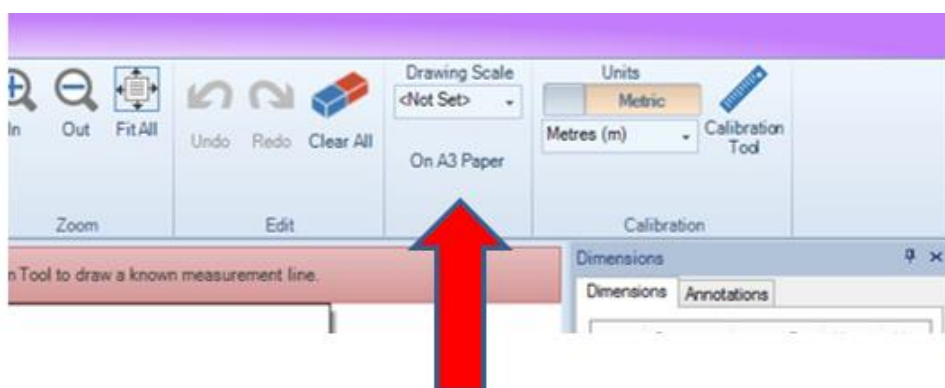 In
Out
Fit All
Zoom
Undo
Redo
Clear All
Edit
Drawing Scale
<Not Set>
On A3 Paper
Units
Metric
Metres (m)
Calibration
Tool
Calibration
Tool to draw a known measurement line.
Dimensions
Dimensions
Annotations